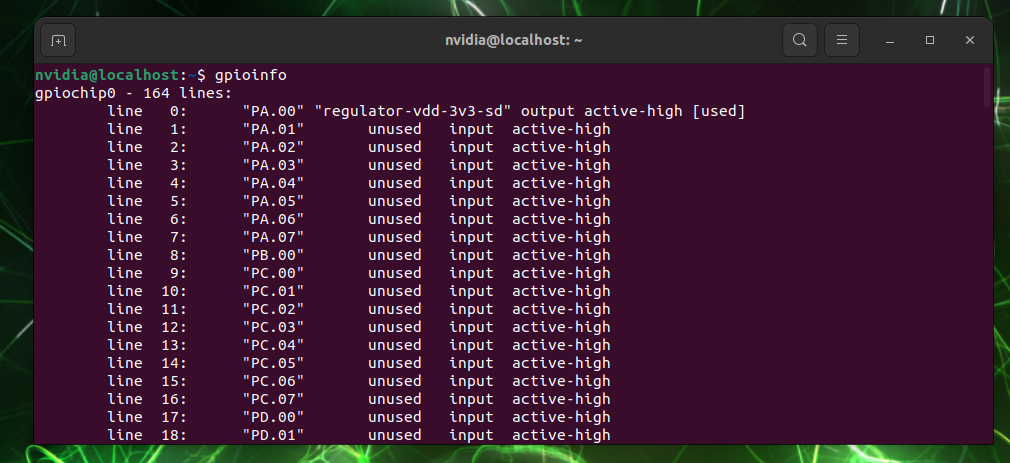 nvidia@localhost: ~
nvidia@localhost:~$ gpioinfo
gpiochip0 - 164 lines:
line   0:      "PA.00" "regulator-vdd-3v3-sd" output active-high [used]
line   1:      "PA.01"       unused   input  active-high
line   2:      "PA.02"       unused   input  active-high
line   3:      "PA.03"       unused   input  active-high
line   4:      "PA.04"       unused   input  active-high
line   5:      "PA.05"       unused   input  active-high
line   6:      "PA.06"       unused   input  active-high
line   7:      "PA.07"       unused   input  active-high
line   8:      "PB.00"       unused   input  active-high
line   9:      "PC.00"       unused   input  active-high
line  10:      "PC.01"       unused   input  active-high
line  11:      "PC.02"       unused   input  active-high
line  12:      "PC.03"       unused   input  active-high
line  13:      "PC.04"       unused   input  active-high
line  14:      "PC.05"       unused   input  active-high
line  15:      "PC.06"       unused   input  active-high
line  16:      "PC.07"       unused   input  active-high
line  17:      "PD.00"       unused   input  active-high
line  18:      "PD.01"       unused   input  active-high